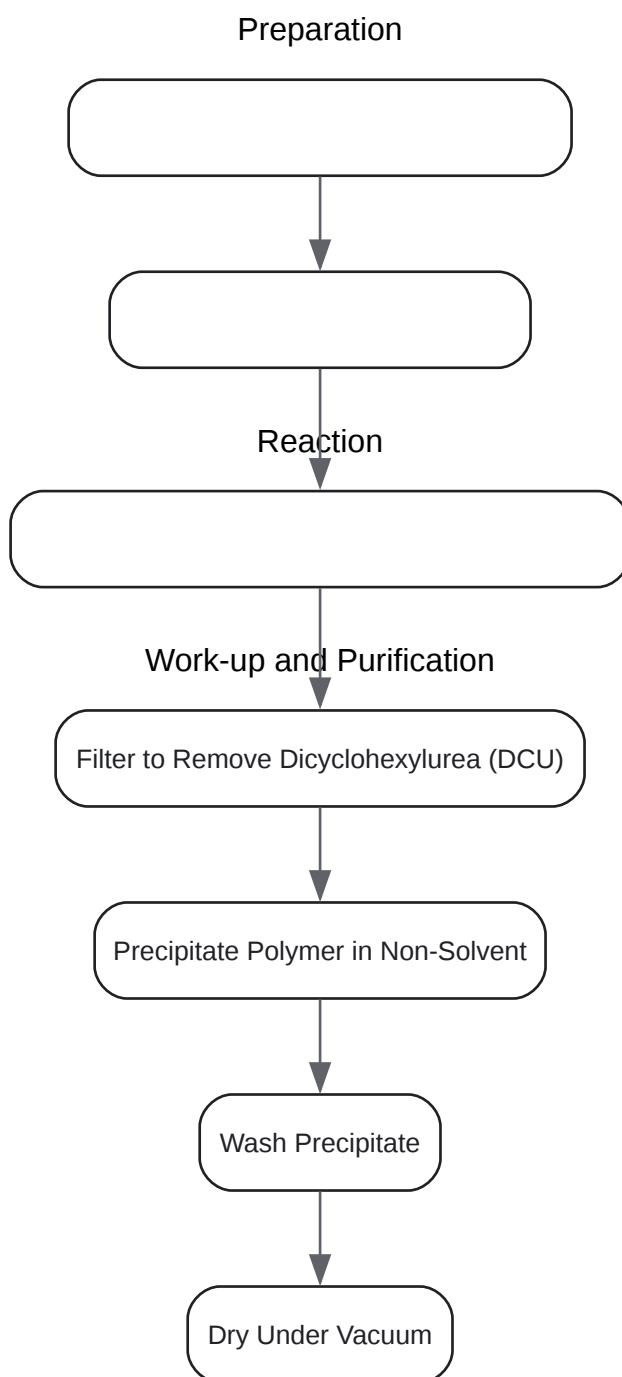 Preparation
Reaction
Work-up and Purification
Filter to Remove Dicyclohexylurea (DCU)
Precipitate Polymer in Non-Solvent
Wash Precipitate
Dry Under Vacuum